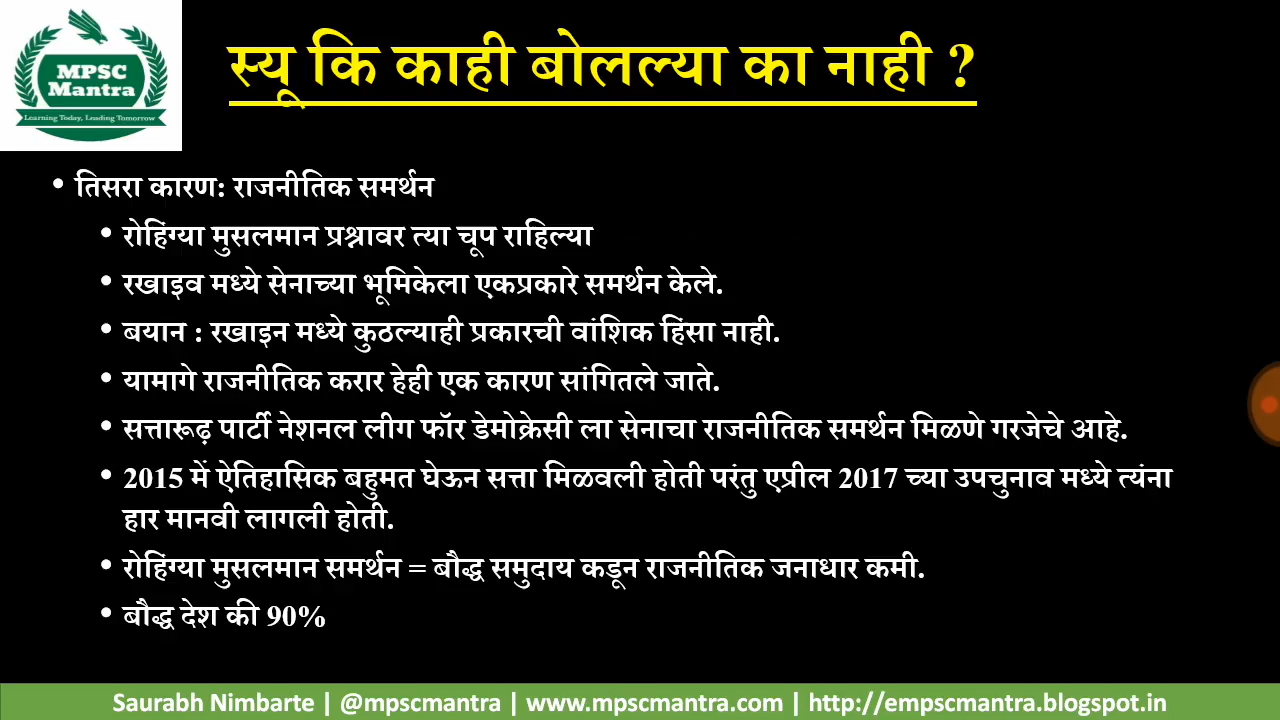 MPSC
Mantra
Learning Today, Leading Tomorrow
स्यू कि काही बोलल्या का नाही ?
• तिसरा कारण: राजनीतिक समर्थन
• रोहिंग्या मुसलमान प्रश्नावर त्या चूप राहिल्या
• रखाइव मध्ये सेनाच्या भूमिकेला एकप्रकारे समर्थन केले.
• बयान : रखाइन मध्ये कुठल्याही प्रकारची वांशिक हिंसा नाही.
• यामागे राजनीतिक करार हेही एक कारण सांगितले जाते.
• सत्तारूढ़ पार्टी नेशनल लीग फॉर डेमोक्रेसी ला सेनाचा राजनीतिक समर्थन मिळणे गरजेचे आहे.
• 2015 में ऐतिहासिक बहुमत घेऊन सत्ता मिळवली होती परंतु एप्रील 2017 च्या उपचुनाव मध्ये त्यंना
हार मानवी लागली होती.
• रोहिंग्या मुसलमान समर्थन = बौद्ध समुदाय कडून राजनीतिक जनाधार कमी.
• बौद्ध देश की 90%
Saurabh Nimbarte | @mpscmantra | www.mpscmantra.com | http://empscmantra.blogspot.in